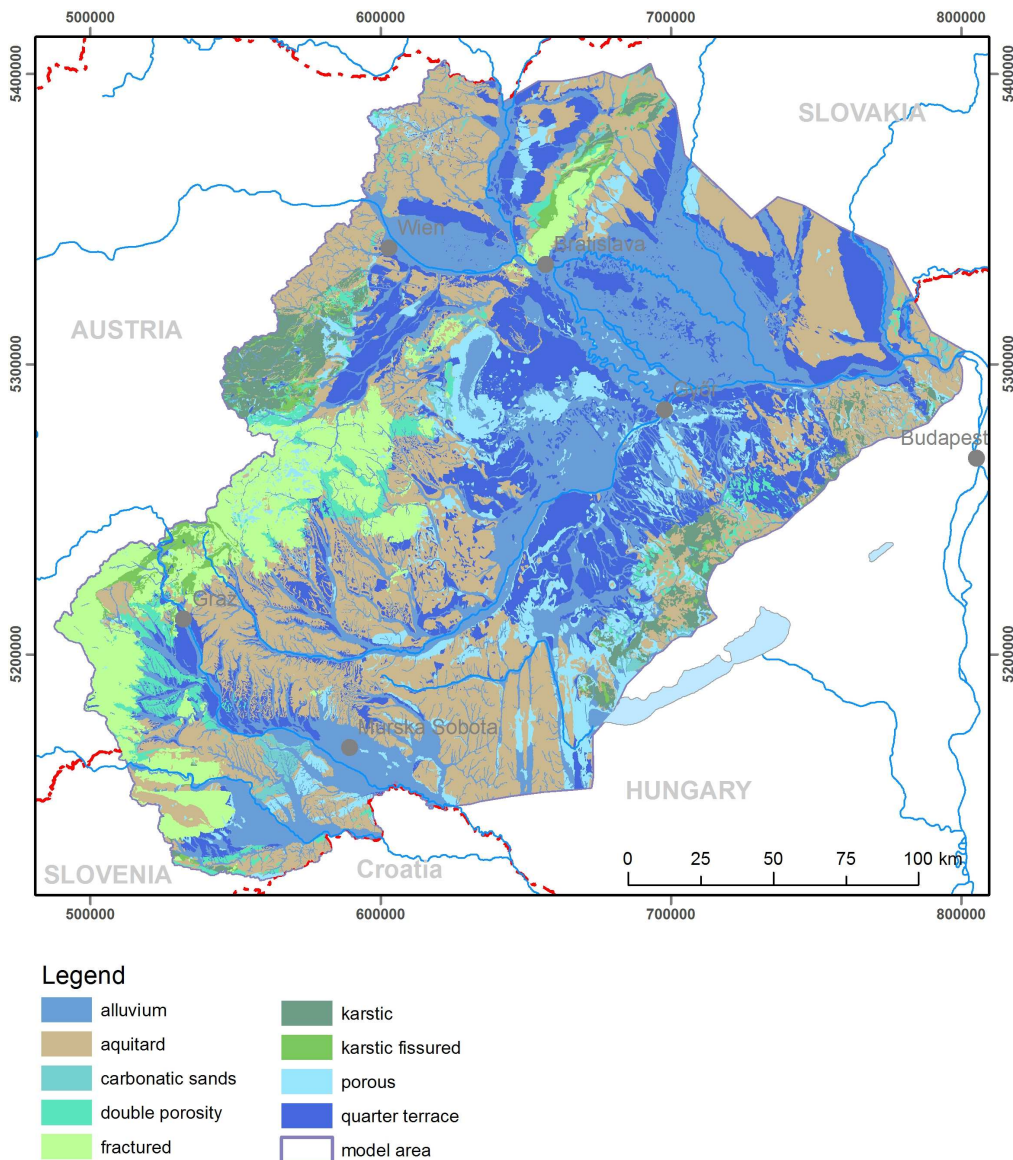 500000 600000 700000 800000
5400000 5400000
SLOVAKIA
Wien
Bratislava
AUSTRIA
5300000 5300000
Györ
Budapest
Graz
5200000 5200000
Murska Sobota
HUNGARY
SLOVENIA
Croatia
0 25 50 75 100 km
500000 600000 700000 800000
Legend
alluvium
aquitard
carbonatic sands
double porosity
fractured
karstic
karstic fissured
porous
quarter terrace
model area